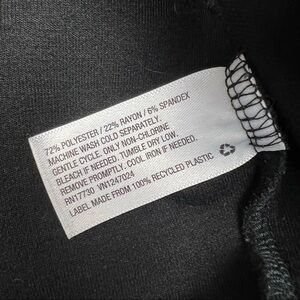 72% POLYESTER / 22% RAYON / 6% SPANDEX
MACHINE WASH COLD SEPARATELY.
GENTLE CYCLE. ONLY NON-CHLORINE
BLEACH IF NEEDED. TUMBLE DRY LOW.
REMOVE PROMPTLY. COOL IRON IF NEEDED.
RN17730 VN1247024
LABEL MADE FROM 100% RECYCLED PLASTIC